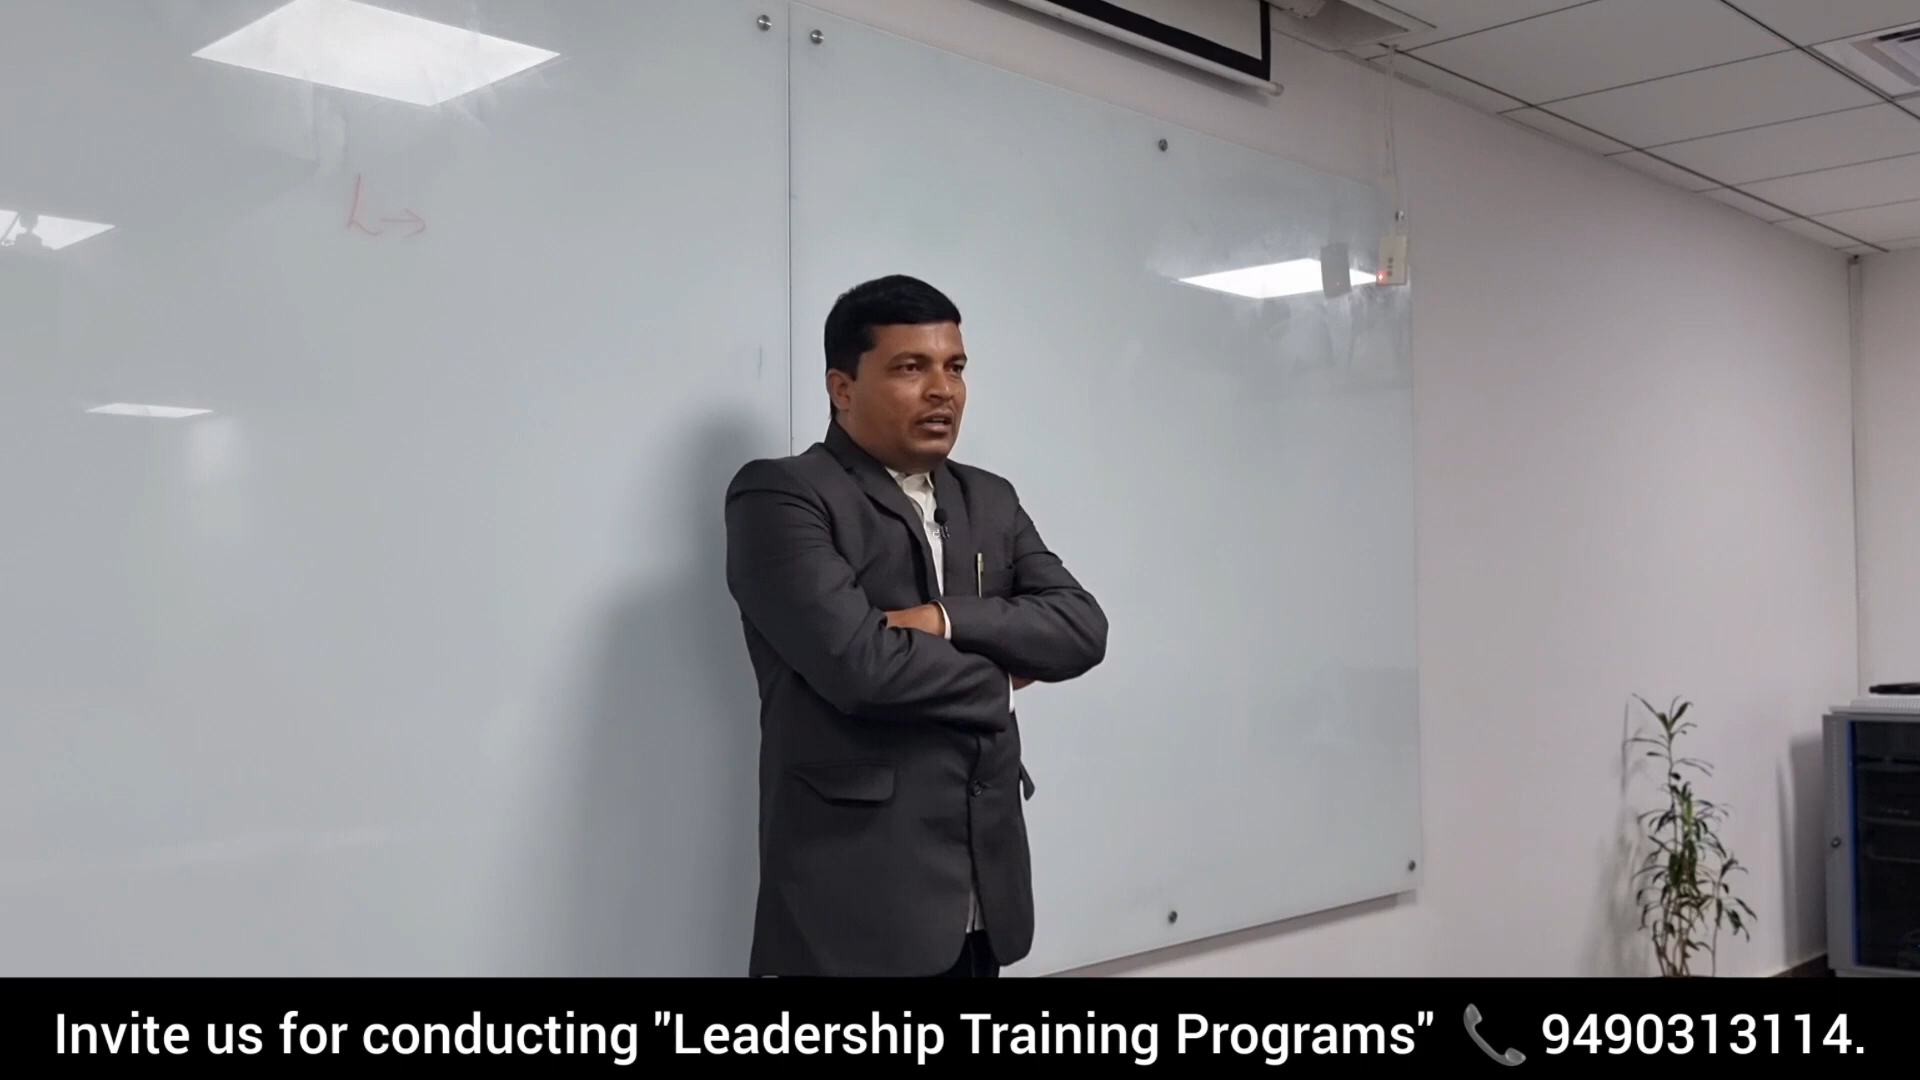 L→
Invite us for conducting "Leadership Training Programs" 📞 9490313114.